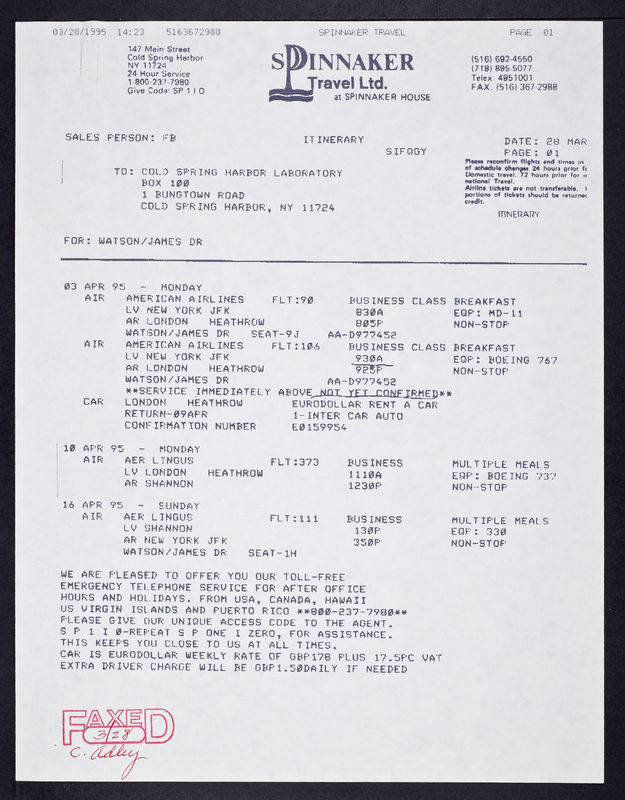 03/28/1995 14:23 5163672988 SPINNAKER TRAVEL PAGE 01
147 Main Street
Cold Spring Harbor
NY 11724
24 Hour Service
1-800-237-7980
Give Code: SP 1 I O
SPINNAKER
Travel Ltd.
at SPINNAKER HOUSE
(516) 692-4550
(718) 895-5077
Telex 4951001
FAX: (516) 367-2988
SALES PERSON: FB ITINERARY DATE: 28 MAR
SIFQGY PAGE: 01
Please reconfirm flights and times in
of schedule changes 24 hours prior fo
Domestic travel. 72 hours prior for
national Travel.
Airline tickets are not transferable.
portions of tickets should be returned
credit.
ITINERARY
TO: COLD SPRING HARBOR LABORATORY
BOX 100
1 BUNGTOWN ROAD
COLD SPRING HARBOR, NY 11724
FOR: WATSON/JAMES DR
03 APR 95 - MONDAY
AIR AMERICAN AIRLINES FLT:90 BUSINESS CLASS BREAKFAST
LV NEW YORK JFK 830A EQP: MD-11
AR LONDON HEATHROW 805P NON-STOP
WATSON/JAMES DR SEAT-9J AA-D977452
AIR AMERICAN AIRLINES FLT:106 BUSINESS CLASS BREAKFAST
LV NEW YORK JFK 930A EQP: BOEING 767
AR LONDON HEATHROW 925P NON-STOP
WATSON/JAMES DR AA-D977452
**SERVICE IMMEDIATELY ABOVE NOT YET CONFIRMED**
CAR LONDON HEATHROW EURODOLLAR RENT A CAR
RETURN-09APR 1-INTER CAR AUTO
CONFIRMATION NUMBER E0159954
10 APR 95 - MONDAY
AIR AER LINGUS FLT:373 BUSINESS MULTIPLE MEALS
LV LONDON HEATHROW 1110A EQP: BOEING 737
AR SHANNON 1230P NON-STOP
16 APR 95 - SUNDAY
AIR AER LINGUS FLT:111 BUSINESS MULTIPLE MEALS
LV SHANNON 130P EQP: 330
AR NEW YORK JFK 350P NON-STOP
WATSON/JAMES DR SEAT-1H
WE ARE PLEASED TO OFFER YOU OUR TOLL-FREE
EMERGENCY TELEPHONE SERVICE FOR AFTER OFFICE
HOURS AND HOLIDAYS. FROM USA, CANADA, HAWAII
US VIRGIN ISLANDS AND PUERTO RICO **800-237-7980**
PLEASE GIVE OUR UNIQUE ACCESS CODE TO THE AGENT.
S P 1 I 0-REPEAT S P ONE I ZERO, FOR ASSISTANCE.
THIS KEEPS YOU CLOSE TO US AT ALL TIMES.
CAR IS EURODOLLAR WEEKLY RATE OF GBP178 PLUS 17.5PC VAT
EXTRA DRIVER CHARGE WILL BE GBP1.50DAILY IF NEEDED
FAXED
3/28
C. Adley